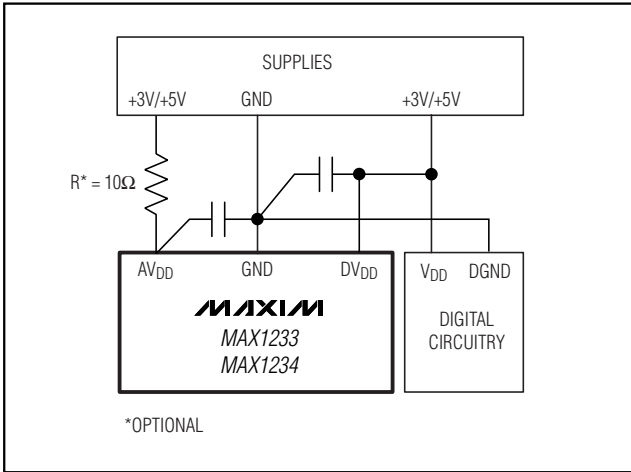 SUPPLIES
+3V/+5V GND +3V/+5V
R* = 10Ω
AVDD GND DVDD VDD DGND
MAXIM
MAX1233
MAX1234
DIGITAL
CIRCUITRY
*OPTIONAL